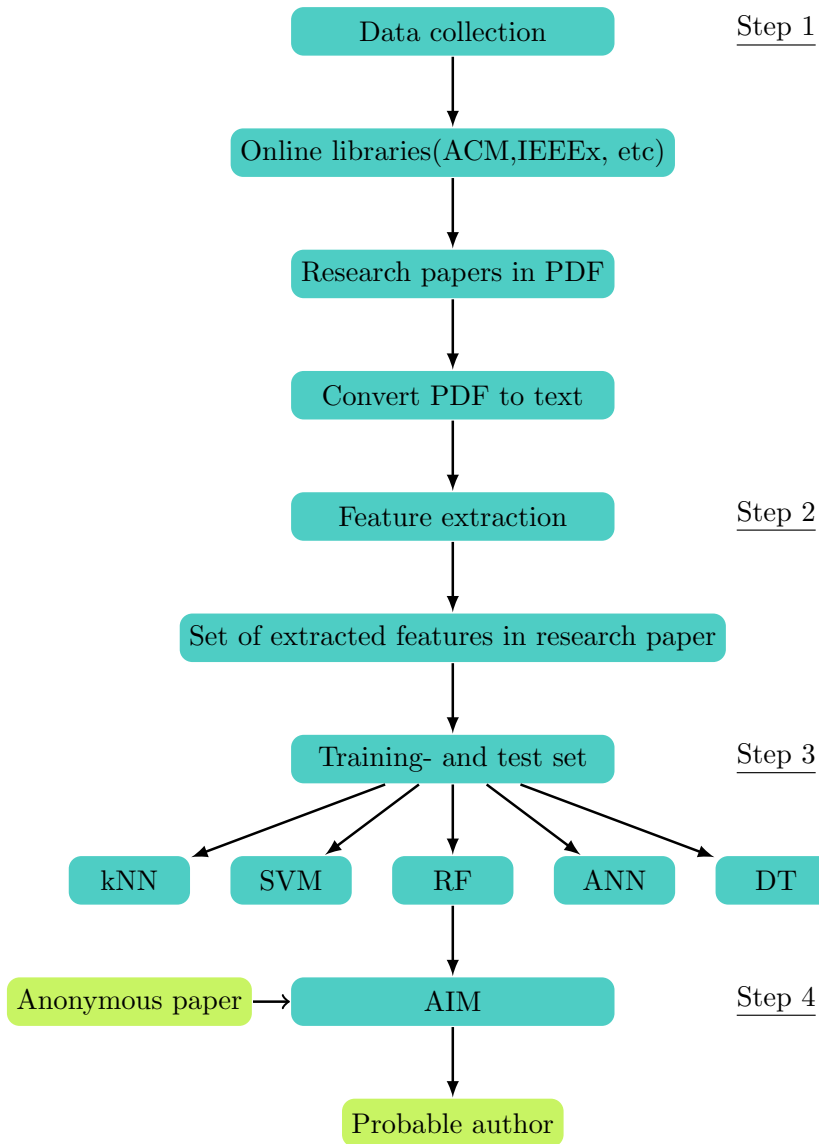 Data collection
Step 1
Online libraries(ACM,IEEEx, etc)
Research papers in PDF
Convert PDF to text
Feature extraction
Step 2
Set of extracted features in research paper
Training- and test set
Step 3
kNN
SVM
RF
ANN
DT
Anonymous paper
AIM
Step 4
Probable author